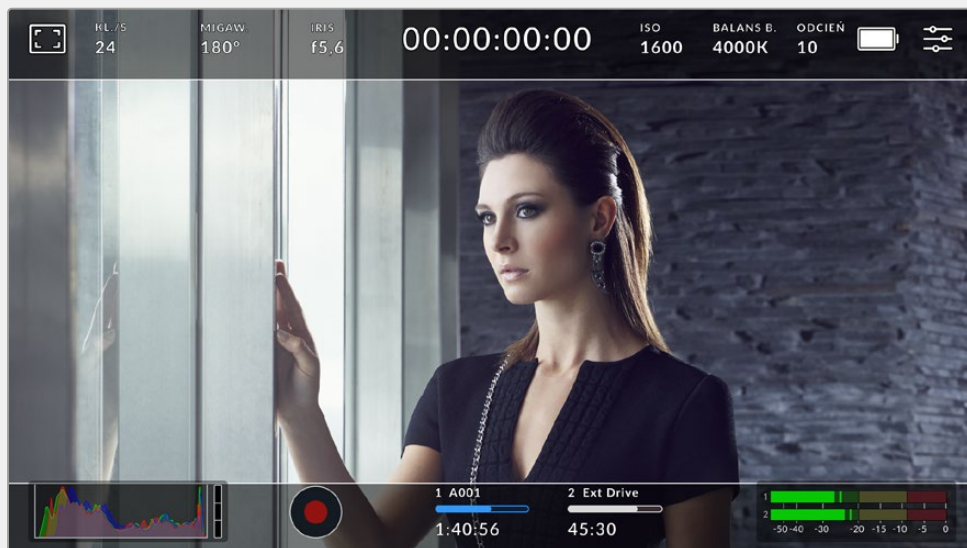 KL./S MIGAW. IRIS 00:00:00:00 ISO BALANS B. ODCIEŃ
24 180° f5,6 1600 4000K 10
1 A001 2 Ext Drive
1:40:56 45:30
1
2
-50 -40 -30 -20 -15 -10 -5 0